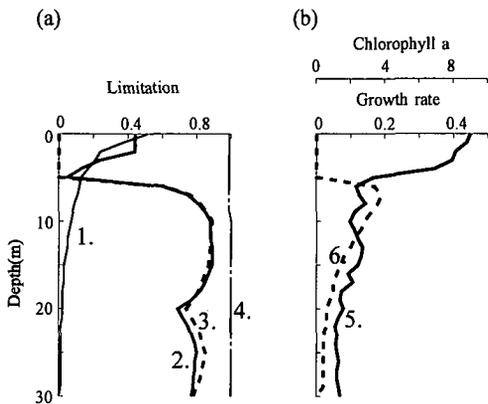 (a)
(b)
Chlorophyll a
0 4 8
Limitation
Growth rate
0 0.4 0.8
0 0.2 0.4
0
10
20
30
Depth(m)
1.
2.
3.
4.
5.
6.